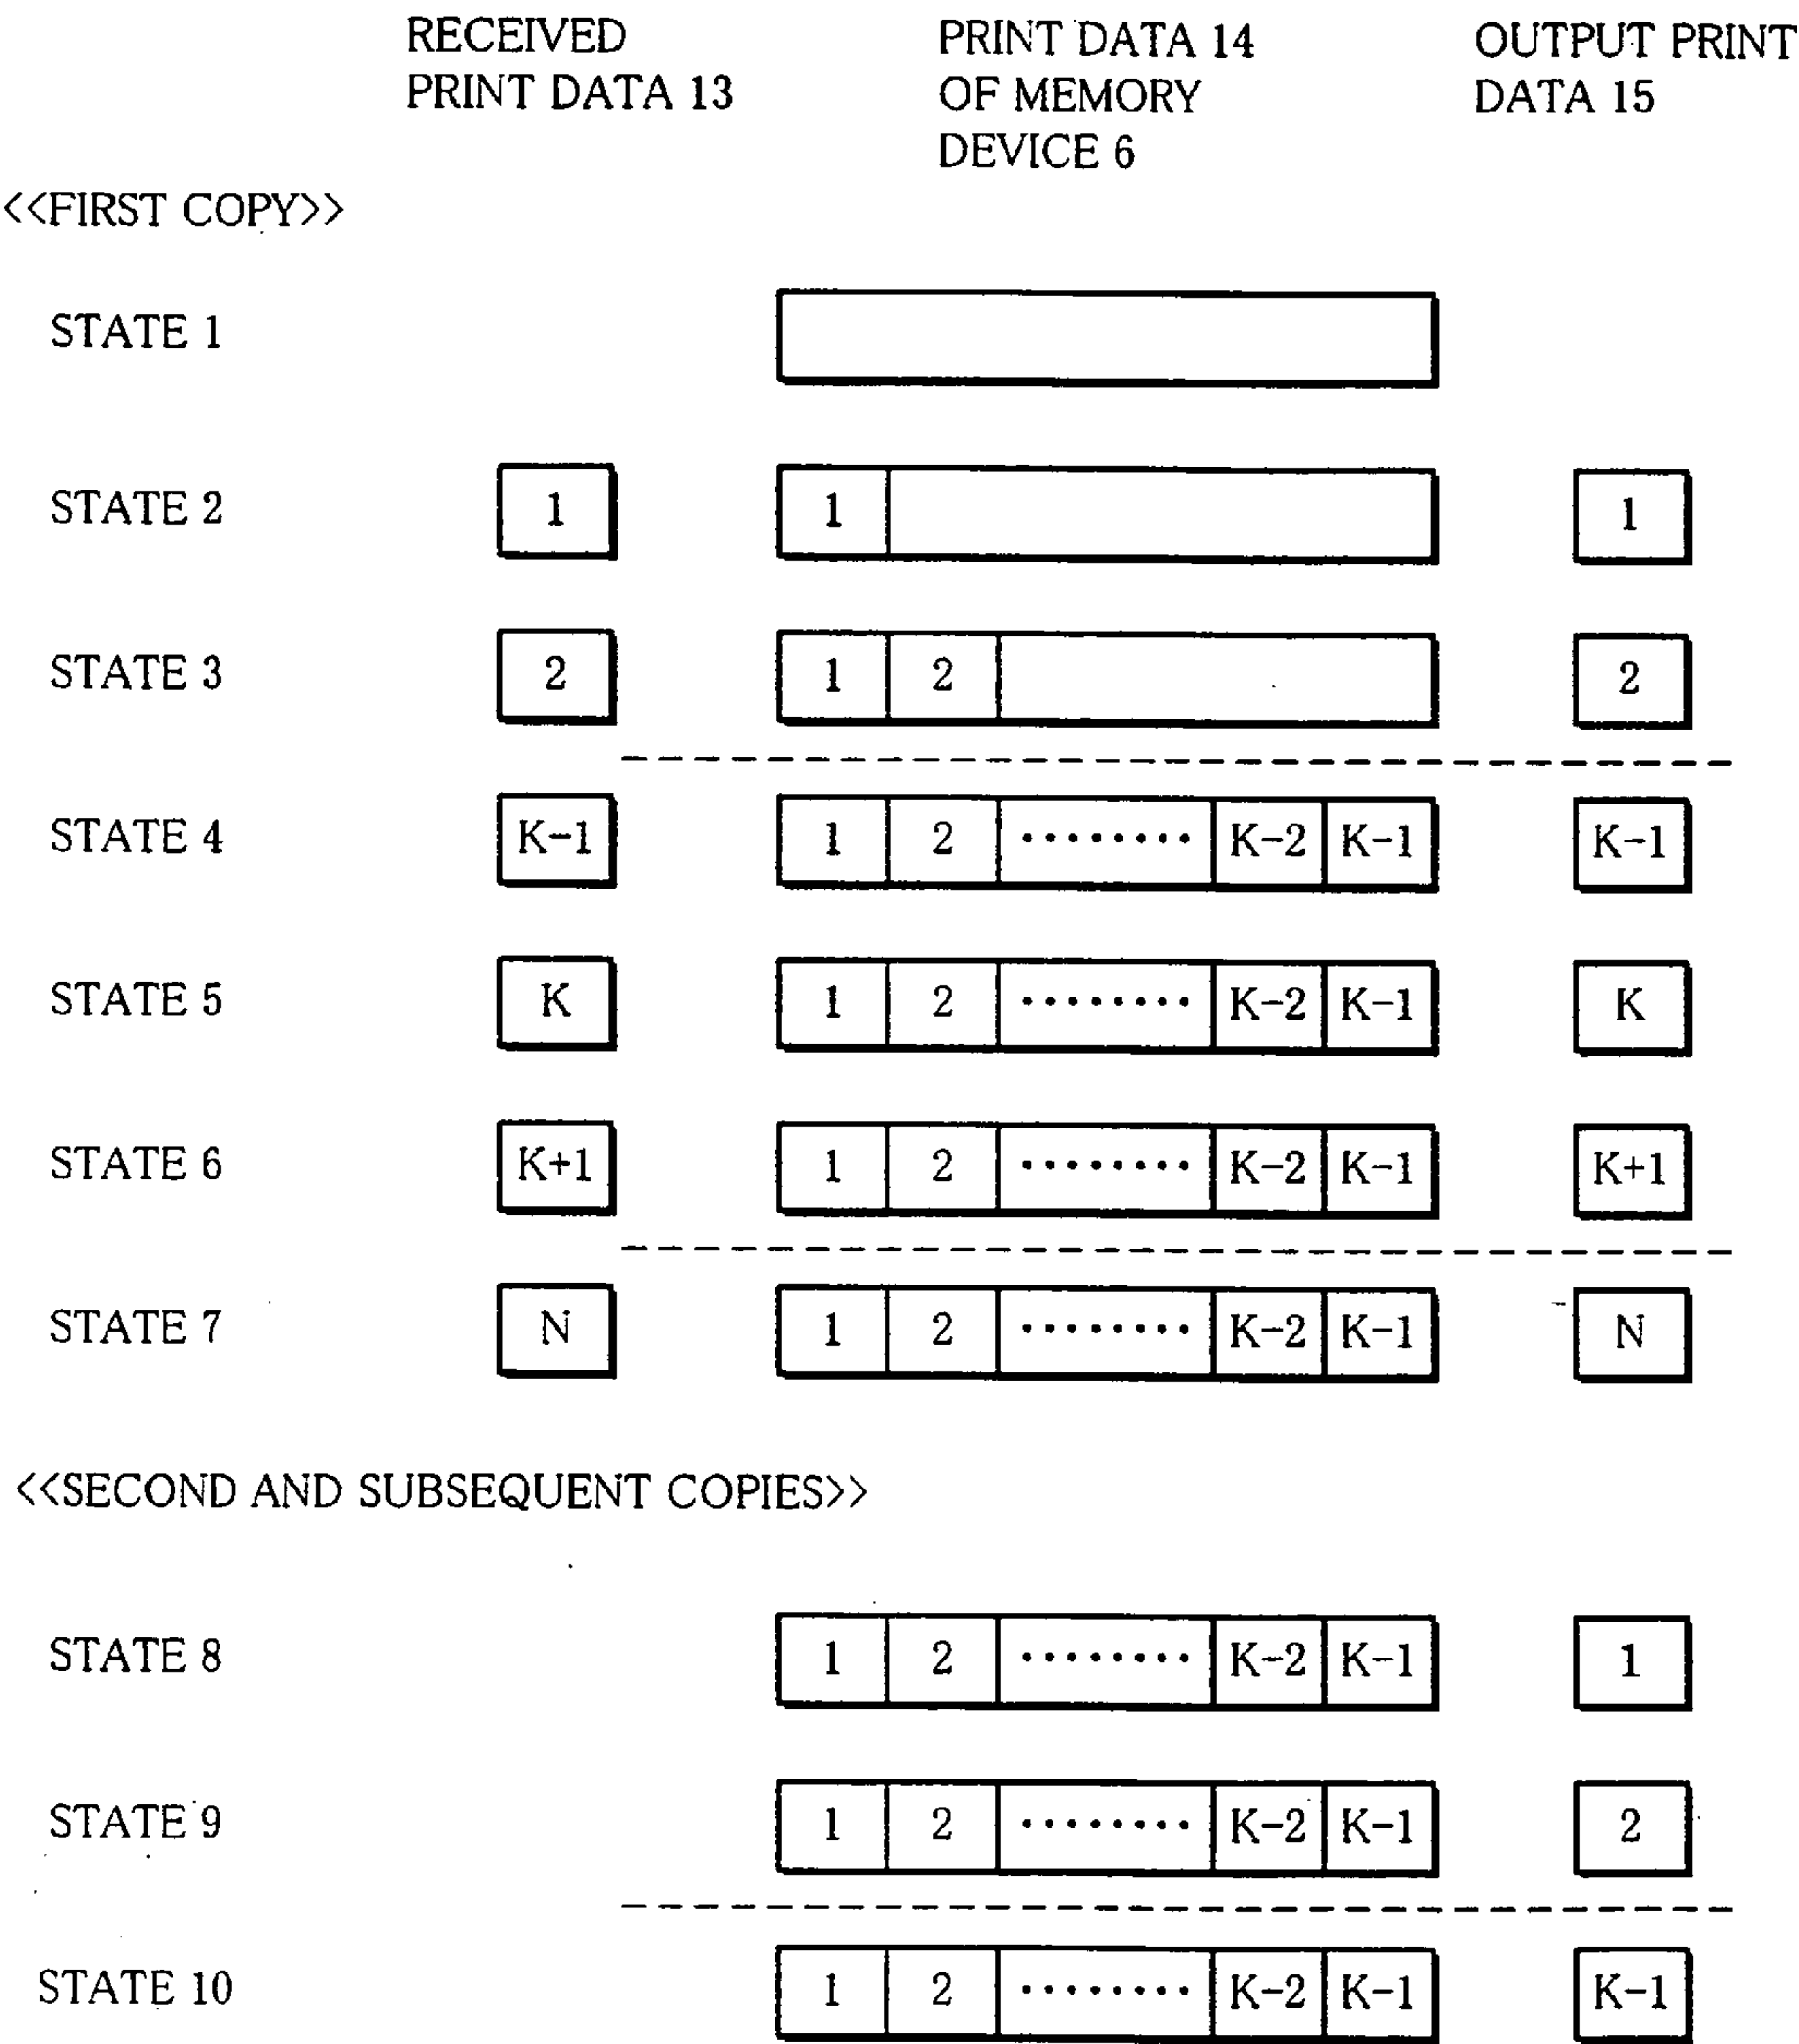 RECEIVED
PRINT DATA 13
PRINT DATA 14
OF MEMORY
DEVICE 6
OUTPUT PRINT
DATA 15
<<FIRST COPY>>
STATE 1
STATE 2 1 1 1
STATE 3 2 1 2 2
STATE 4 K-1 1 2 ········ K-2 K-1 K-1
STATE 5 K 1 2 ········ K-2 K-1 K
STATE 6 K+1 1 2 ········ K-2 K-1 K+1
STATE 7 N 1 2 ········ K-2 K-1 N
<<SECOND AND SUBSEQUENT COPIES>>
STATE 8 1 2 ········ K-2 K-1 1
STATE 9 1 2 ········ K-2 K-1 2
STATE 10 1 2 ········ K-2 K-1 K-1